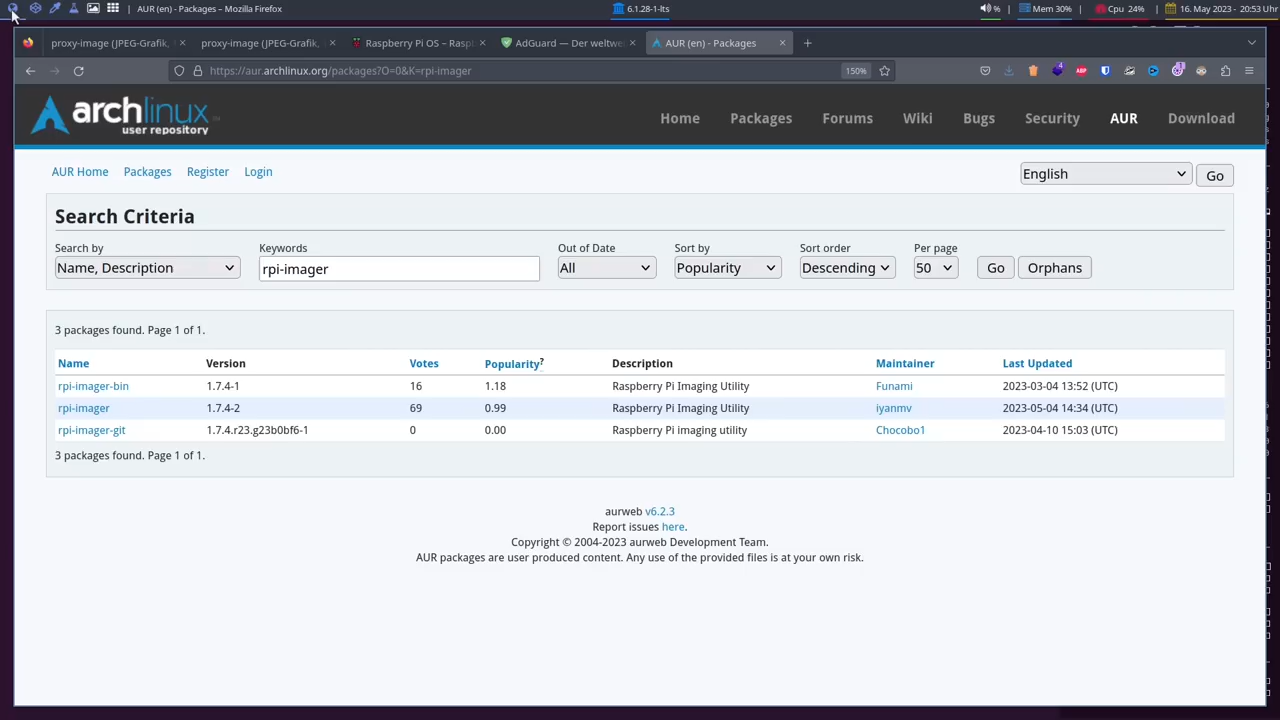 AUR (en) - Packages – Mozilla Firefox
6.1.28-1-lts
%
Mem 30%
Cpu 24%
16. May 2023 - 20:53 Uhr
proxy-image (JPEG-Grafik,
proxy-image (JPEG-Grafik,
Raspberry Pi OS – Rasp
AdGuard — Der weltwe
AUR (en) - Packages
https://aur.archlinux.org/packages?O=0&K=rpi-imager
150%
4
ABP
archlinux
user repository
Home
Packages
Forums
Wiki
Bugs
Security
AUR
Download
AUR Home
Packages
Register
Login
English
Go
Search Criteria
Search by
Keywords
Out of Date
Sort by
Sort order
Per page
Name, Description
rpi-imager
All
Popularity
Descending
50
Go
Orphans
3 packages found. Page 1 of 1.
Name Version Votes Popularity? Description Maintainer Last Updated
rpi-imager-bin 1.7.4-1 16 1.18 Raspberry Pi Imaging Utility Funami 2023-03-04 13:52 (UTC)
rpi-imager 1.7.4-2 69 0.99 Raspberry Pi Imaging Utility iyanmv 2023-05-04 14:34 (UTC)
rpi-imager-git 1.7.4.r23.g23b0bf6-1 0 0.00 Raspberry Pi imaging utility Chocobo1 2023-04-10 15:03 (UTC)
3 packages found. Page 1 of 1.
aurweb v6.2.3
Report issues here.
Copyright © 2004-2023 aurweb Development Team.
AUR packages are user produced content. Any use of the provided files is at your own risk.